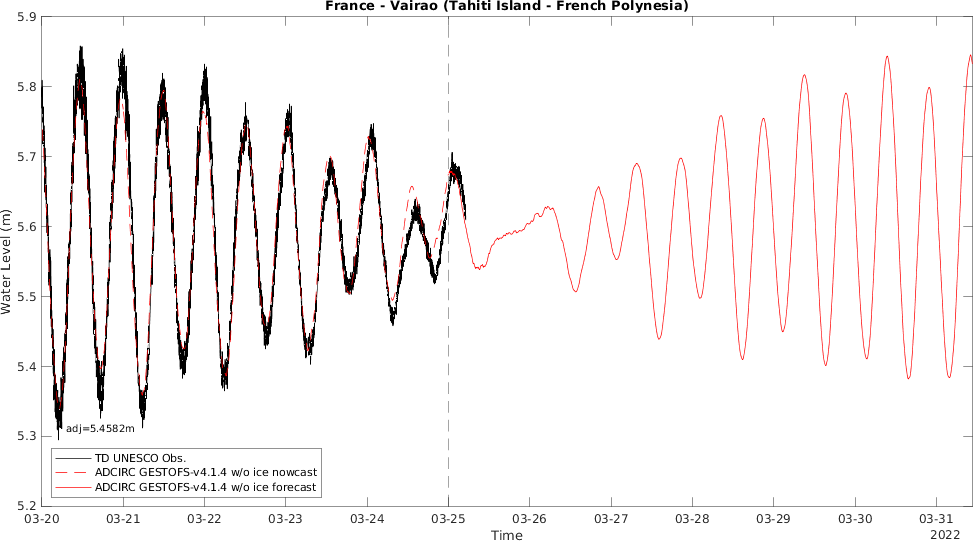 France - Vairao (Tahiti Island - French Polynesia)
5.9
5.8
5.7
5.6
5.5
5.4
5.3
5.2
Water Level (m)
adj=5.4582m
TD UNESCO Obs.
ADCIRC GESTOFS-v4.1.4 w/o ice nowcast
ADCIRC GESTOFS-v4.1.4 w/o ice forecast
03-20 03-21 03-22 03-23 03-24 03-25 03-26 03-27 03-28 03-29 03-30 03-31
2022
Time